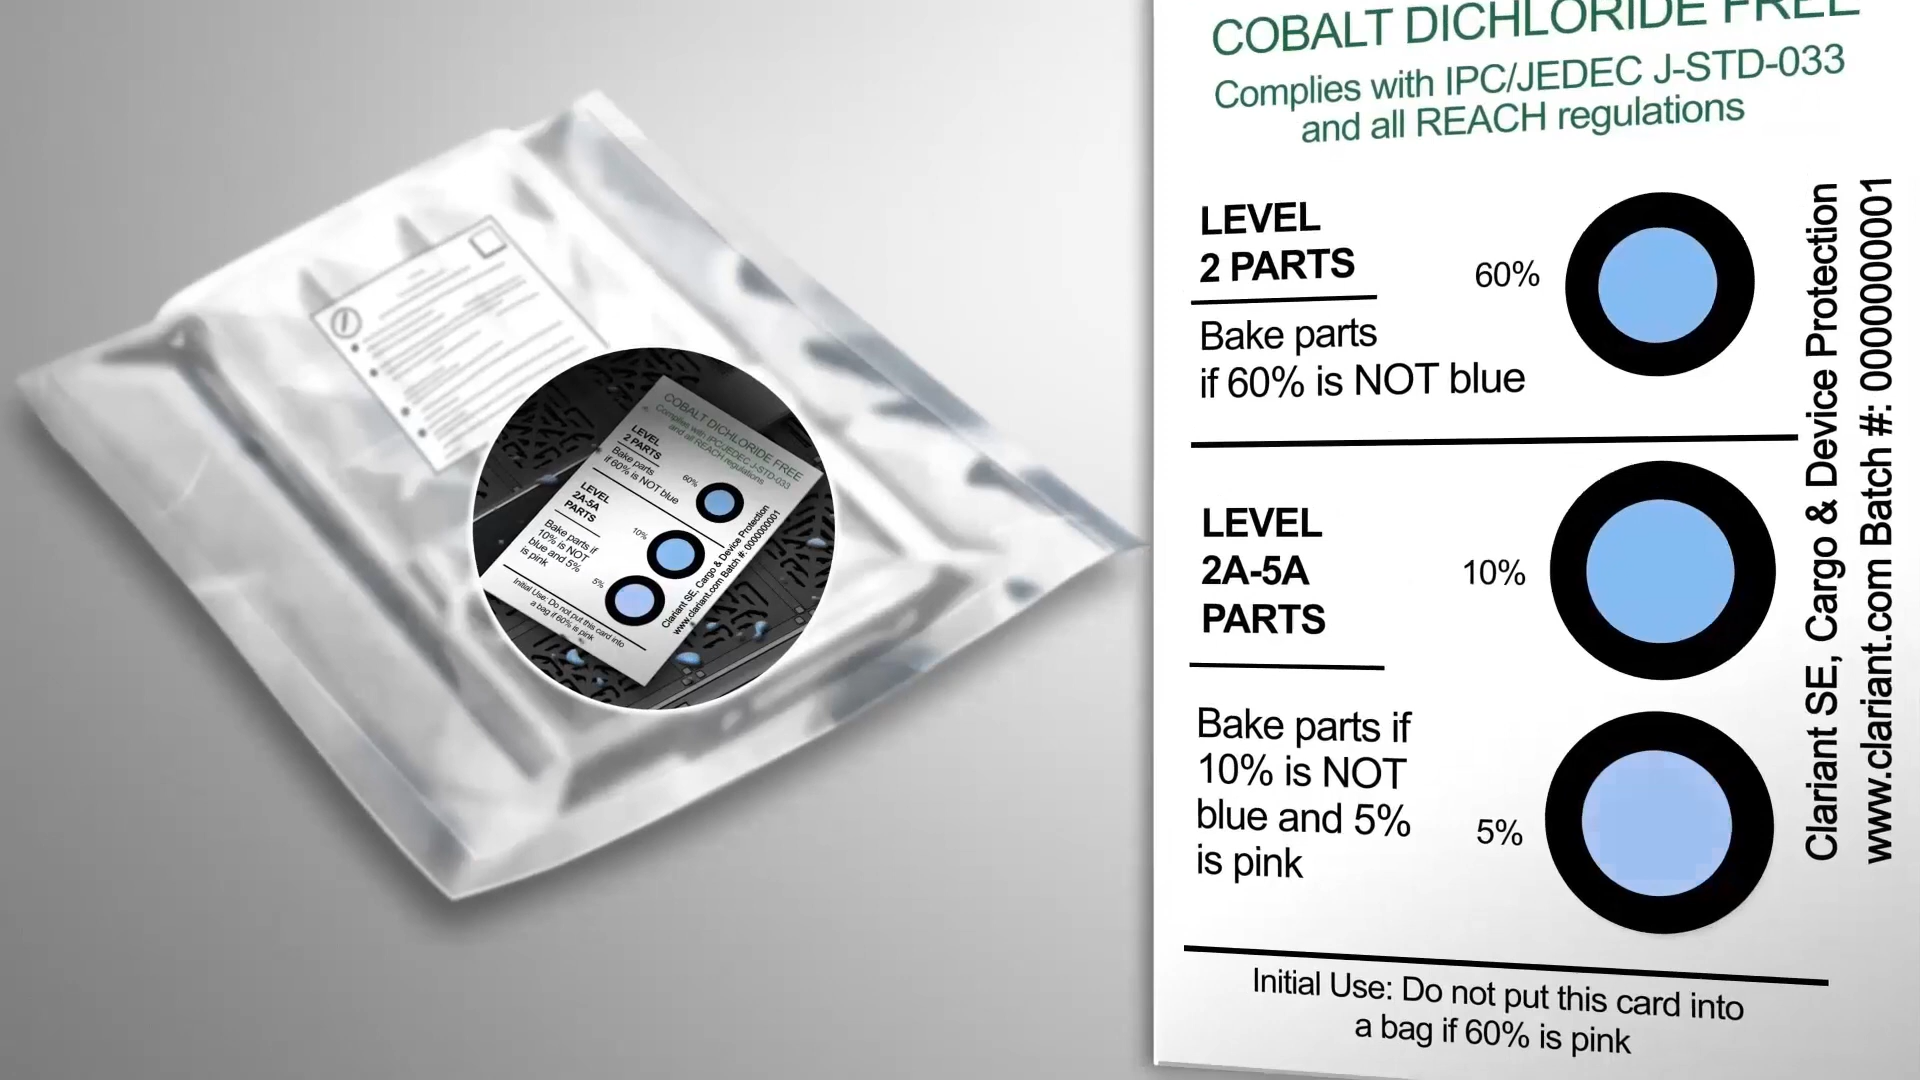 COBALT DICHLORIDE FREE
Complies with IPC/JEDEC J-STD-033
and all REACH regulations
LEVEL
2 PARTS
60%
Bake parts
if 60% is NOT blue
LEVEL
2A-5A
PARTS
10%
Bake parts if
10% is NOT
blue and 5%
is pink
5%
Initial Use: Do not put this card into
a bag if 60% is pink
Clariant SE, Cargo & Device Protection
www.clariant.com Batch #: 0000000001
COBALT DICHLORIDE FREE
Complies with IPC/JEDEC J-STD-033
and all REACH regulations
LEVEL
2 PARTS
60%
Bake parts
if 60% is NOT blue
LEVEL
2A-5A
PARTS
10%
Bake parts if
10% is NOT
blue and 5%
is pink
5%
Initial Use: Do not put this card into
a bag if 60% is pink
Clariant SE, Cargo & Device Protection
www.clariant.com Batch #: 000000001